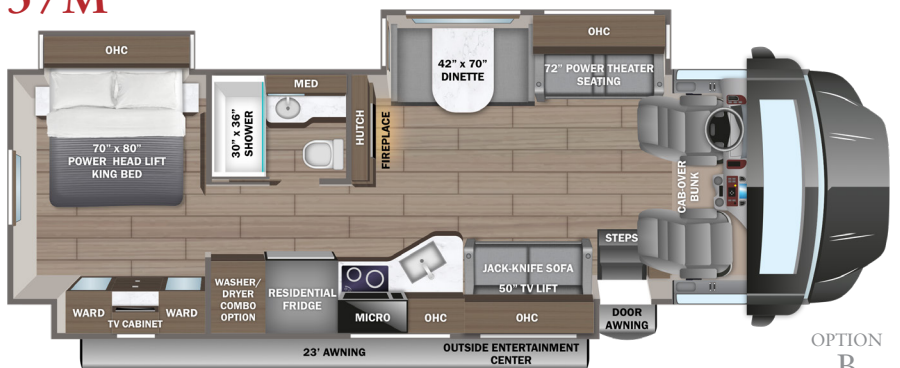 37M
OHC
70" x 80"
POWER HEAD LIFT
KING BED
30" x 36"
SHOWER
MED
HUTCH
FIREPLACE
42" x 70"
DINETTE
OHC
72" POWER THEATER
SEATING
CAB-OVER
BUNK
STEPS
JACK-KNIFE SOFA
50" TV LIFT
WARD
TV CABINET
WARD
WASHER/
DRYER
COMBO
OPTION
RESIDENTIAL
FRIDGE
MICRO
OHC
OHC
DOOR
AWNING
23' AWNING
OUTSIDE ENTERTAINMENT
CENTER
OPTION
B